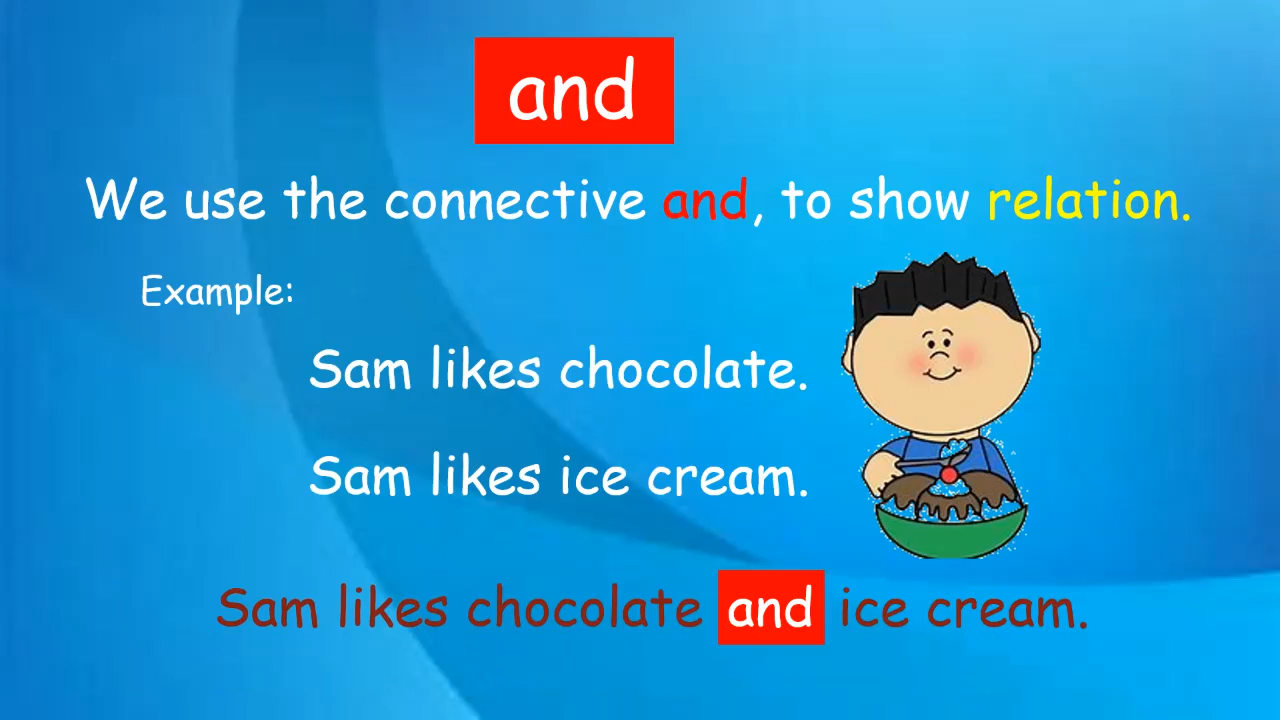 and
We use the connective and, to show relation.
Example:
Sam likes chocolate.
Sam likes ice cream.
Sam likes chocolate and ice cream.